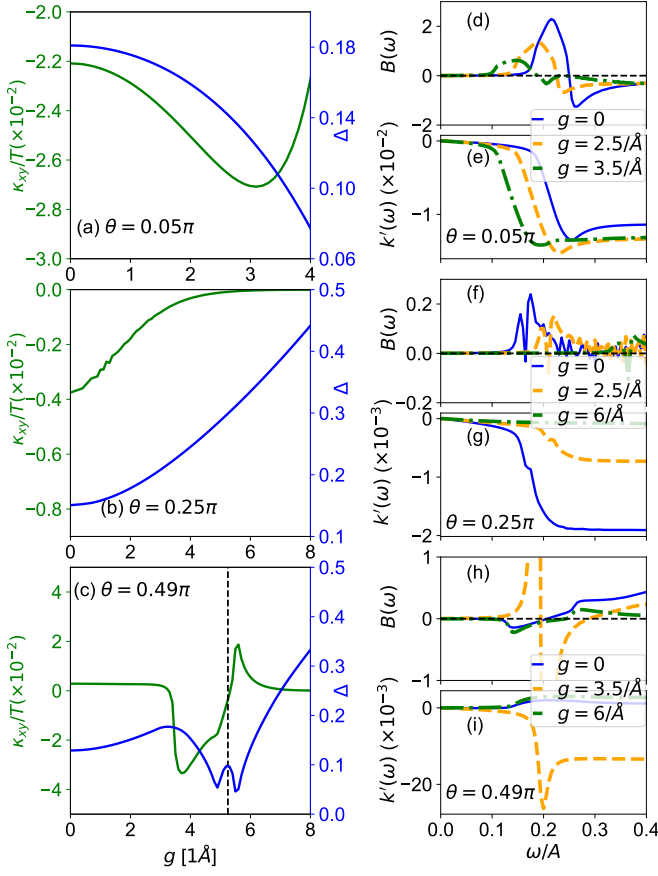 −2.0
−2.2
−2.4
−2.6
−2.8
−3.0
κxy/T(×10⁻²)
0.18
0.14
0.10
0.06
Δ
(a) θ = 0.05π
0 1 2 3 4
0.0
−0.2
−0.4
−0.6
−0.8
κxy/T(×10⁻²)
0.5
0.4
0.3
0.2
0.1
Δ
(b) θ = 0.25π
0 2 4 6 8
(c) θ = 0.49π
4
2
0
−2
−4
κxy/T(×10⁻²)
0.5
0.4
0.3
0.2
0.1
0.0
Δ
0 2 4 6 8
g [1Å]
(d)
B(ω)
2
0
2
g = 0
g = 2.5/Å
g = 3.5/Å
(e)
k′(ω) (×10⁻²)
0
−1
θ = 0.05π
(f)
B(ω)
0.2
0.0
−0.2
g = 0
g = 2.5/Å
g = 6/Å
(g)
k′(ω) (×10⁻³)
0
−1
−2
θ = 0.25π
(h)
B(ω)
1
0
−1
g = 0
g = 3.5/Å
g = 6/Å
(i)
k′(ω) (×10⁻³)
0
−20
θ = 0.49π
0.0 0.2 0.3 0.4
ω/A